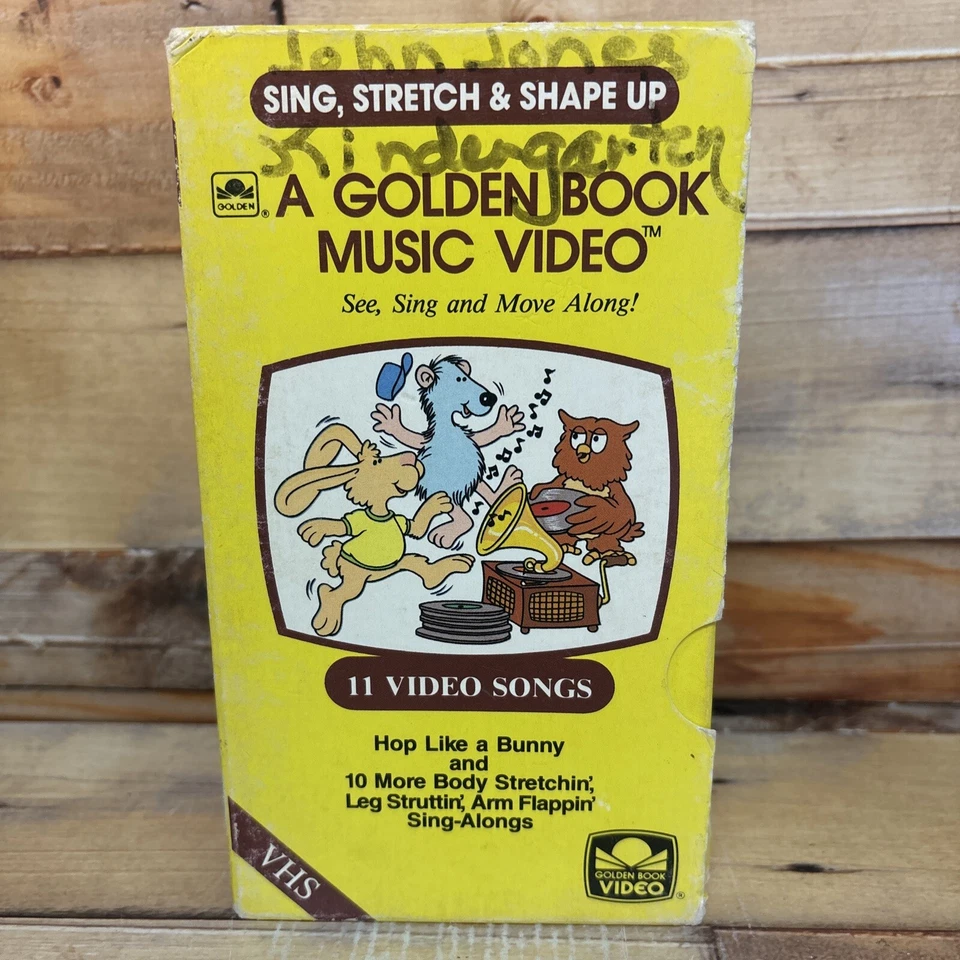 John Jones
SING, STRETCH & SHAPE UP
Kindergarten
GOLDEN ®
A GOLDEN BOOK
MUSIC VIDEO™
See, Sing and Move Along!
11 VIDEO SONGS
Hop Like a Bunny
and
10 More Body Stretchin',
Leg Struttin', Arm Flappin'
Sing-Alongs
VHS
GOLDEN BOOK
VIDEO ®